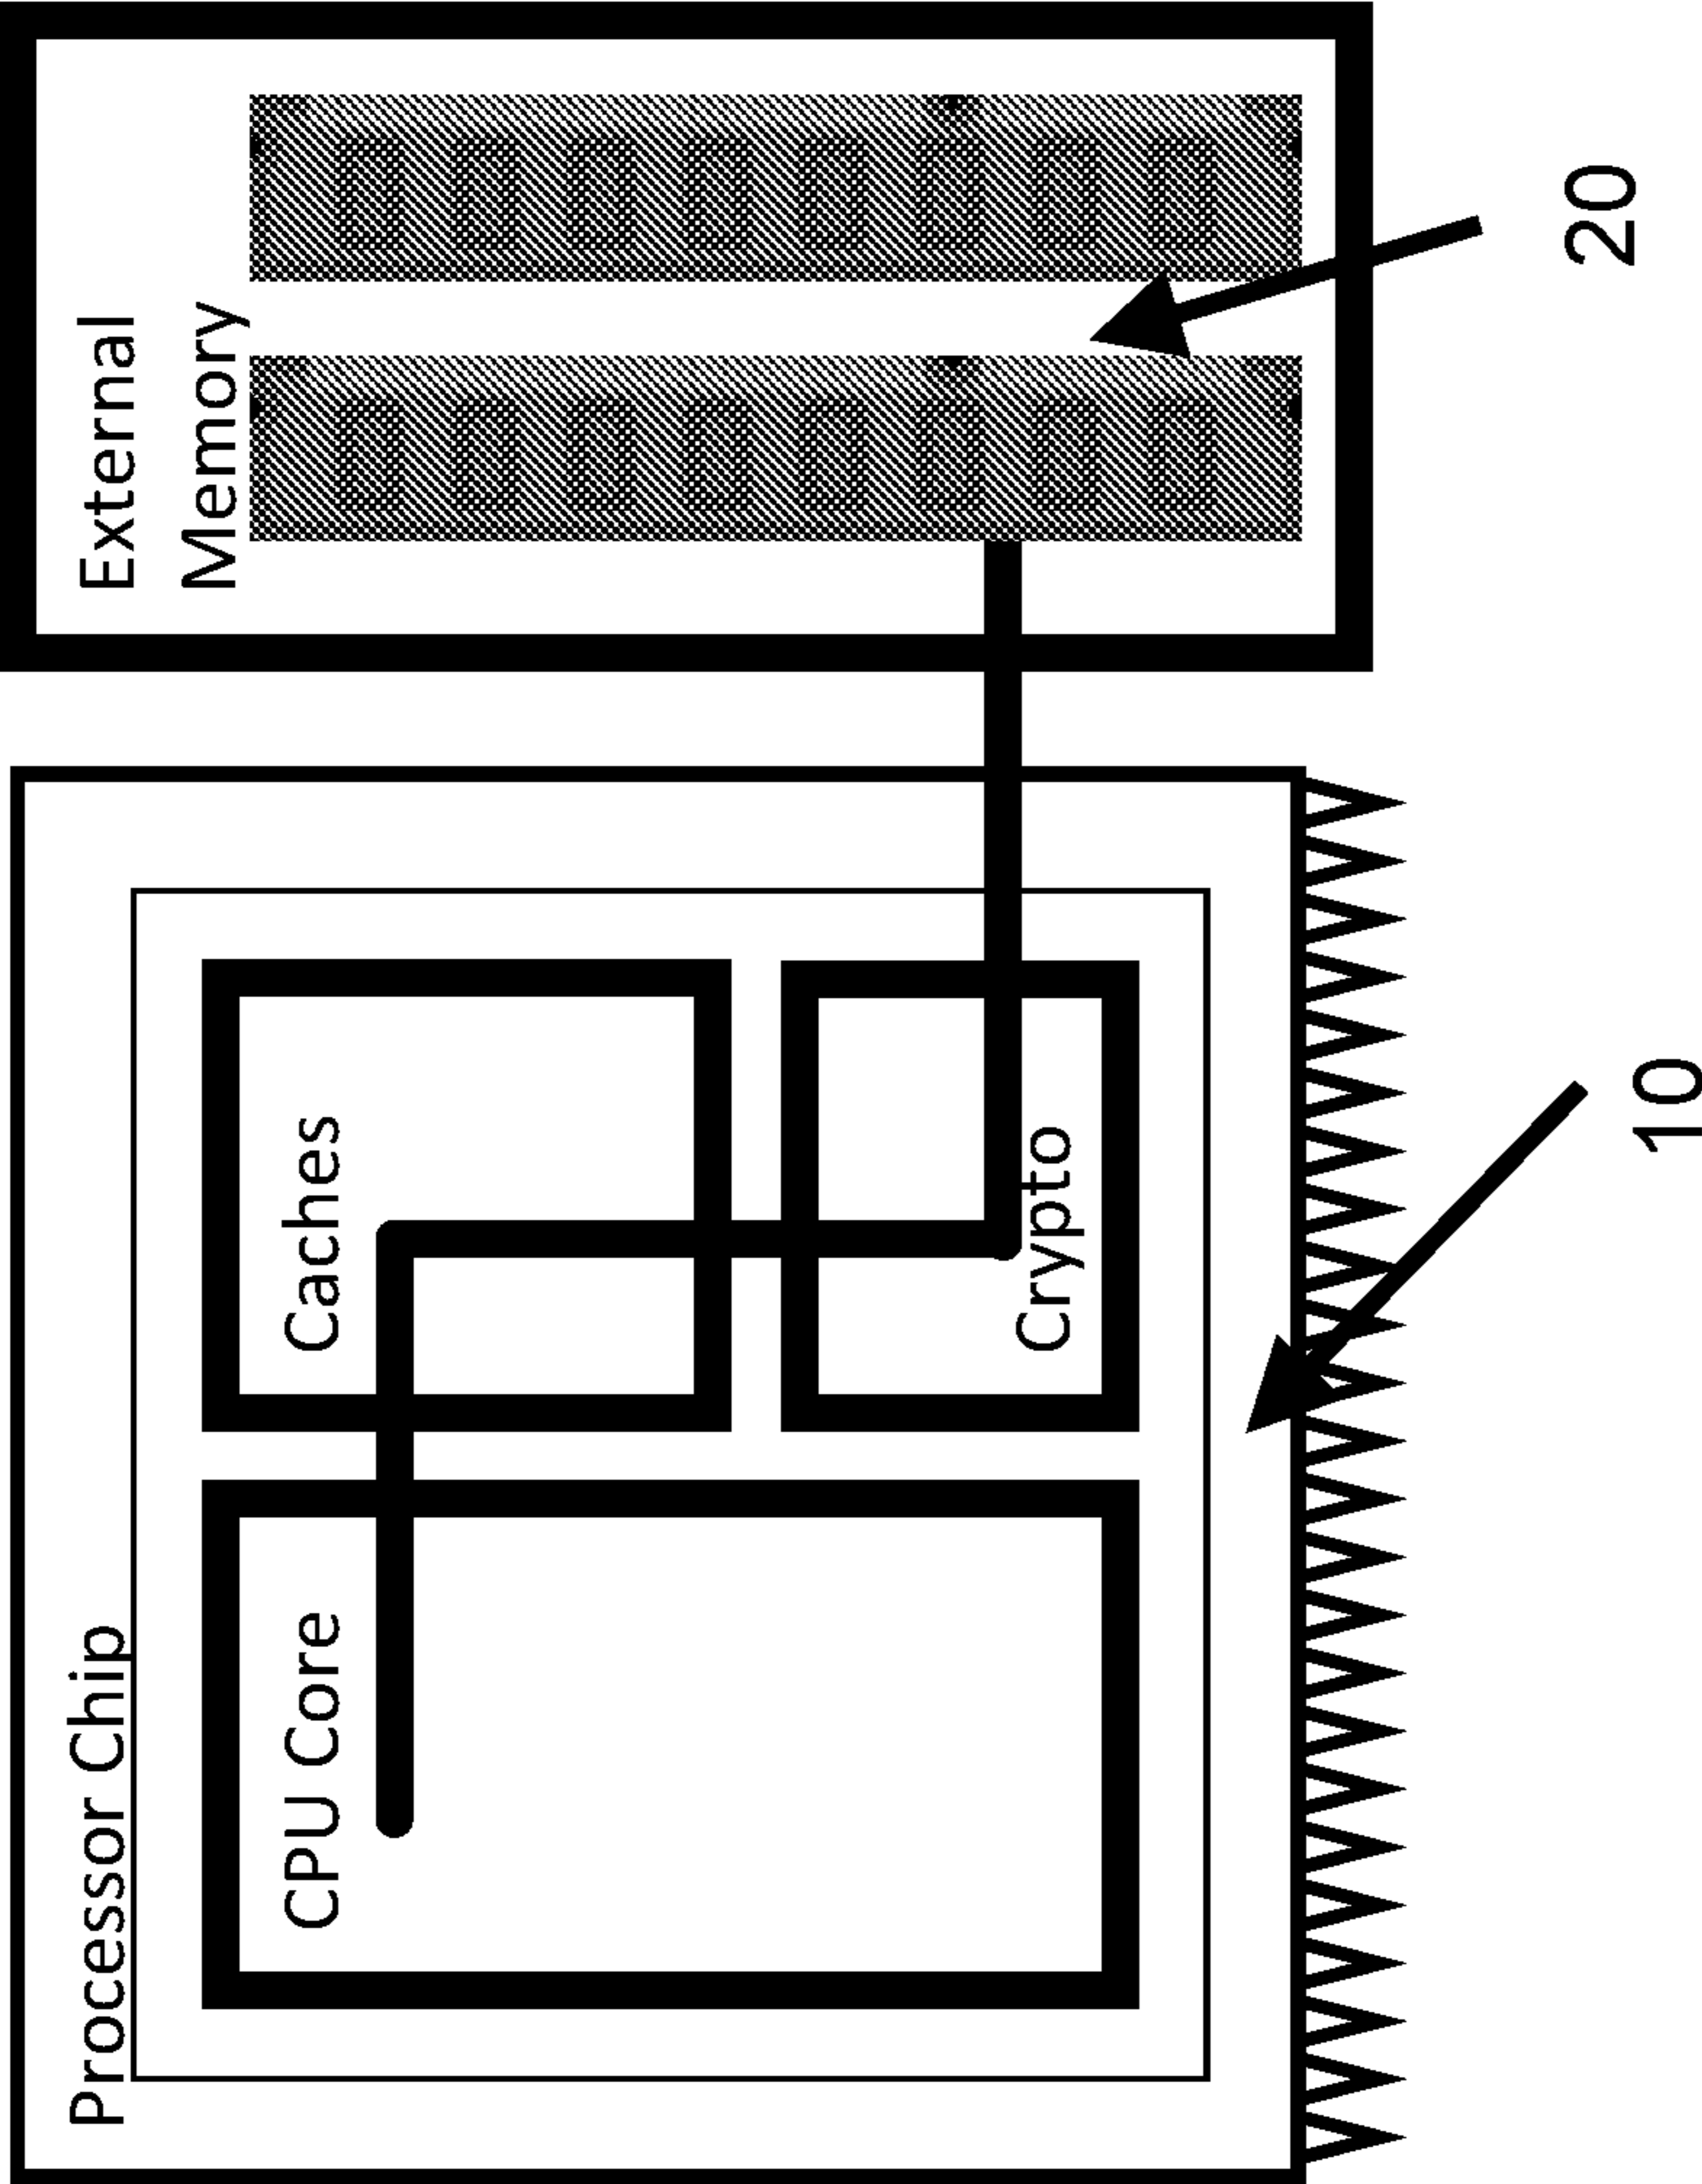 Processor Chip
CPU Core
Caches
Crypto
External
Memory
10
20